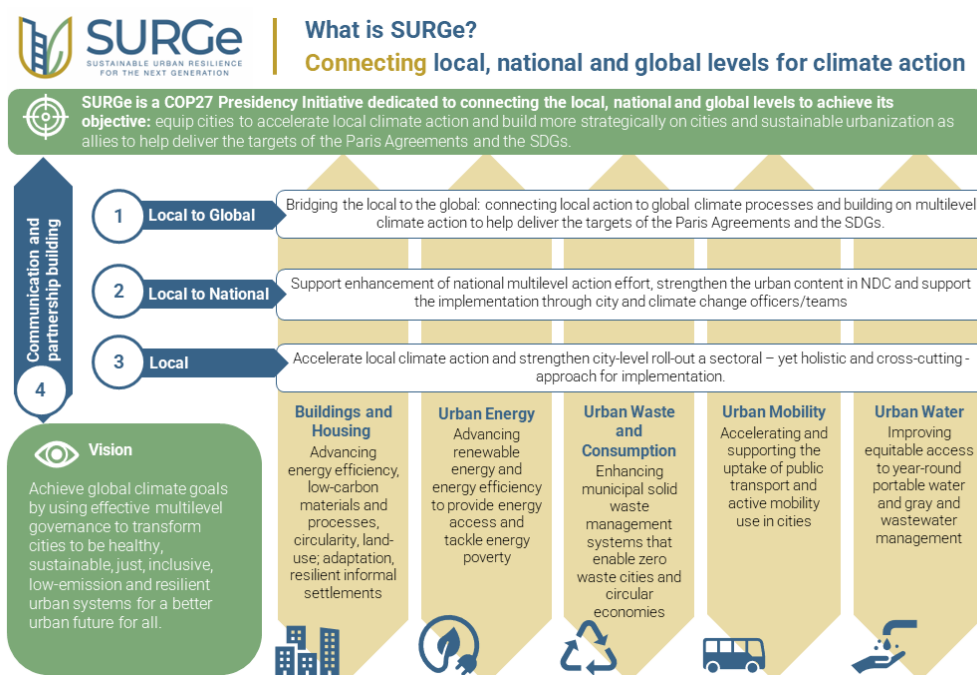 SURGe
SUSTAINABLE URBAN RESILIENCE
FOR THE NEXT GENERATION
What is SURGe?
Connecting local, national and global levels for climate action
SURGe is a COP27 Presidency Initiative dedicated to connecting the local, national and global levels to achieve its
objective: equip cities to accelerate local climate action and build more strategically on cities and sustainable urbanization as
allies to help deliver the targets of the Paris Agreements and the SDGs.
Communication and
partnership building
4
1
Local to Global
Bridging the local to the global: connecting local action to global climate processes and building on multilevel
climate action to help deliver the targets of the Paris Agreements and the SDGs.
2
Local to National
Support enhancement of national multilevel action effort, strengthen the urban content in NDC and support
the implementation through city and climate change officers/teams
3
Local
Accelerate local climate action and strengthen city-level roll-out a sectoral – yet holistic and cross-cutting -
approach for implementation.
Vision
Achieve global climate goals
by using effective multilevel
governance to transform
cities to be healthy,
sustainable, just, inclusive,
low-emission and resilient
urban systems for a better
urban future for all.
Buildings and
Housing
Advancing
energy efficiency,
low-carbon
materials and
processes,
circularity, land-
use; adaptation,
resilient informal
settlements
Urban Energy
Advancing
renewable
energy and
energy efficiency
to provide energy
access and
tackle energy
poverty
Urban Waste
and
Consumption
Enhancing
municipal solid
waste
management
systems that
enable zero
waste cities and
circular
economies
Urban Mobility
Accelerating and
supporting the
uptake of public
transport and
active mobility
use in cities
Urban Water
Improving
equitable access
to year-round
portable water
and gray and
wastewater
management